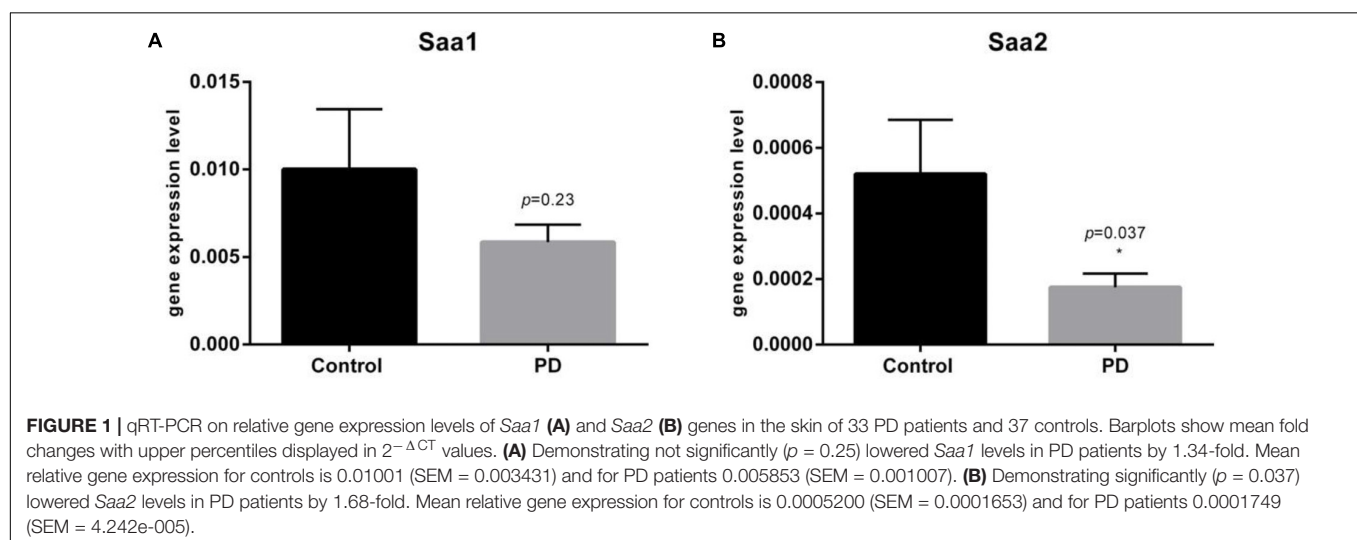 A
Saa1
gene expression level
0.015
0.010
0.005
0.000
p=0.23
Control
PD
B
Saa2
gene expression level
0.0008
0.0006
0.0004
0.0002
0.0000
p=0.037
*
Control
PD
FIGURE 1 | qRT-PCR on relative gene expression levels of Saa1 (A) and Saa2 (B) genes in the skin of 33 PD patients and 37 controls. Barplots show mean fold
changes with upper percentiles displayed in 2^−ΔCT values. (A) Demonstrating not significantly (p = 0.25) lowered Saa1 levels in PD patients by 1.34-fold. Mean
relative gene expression for controls is 0.01001 (SEM = 0.003431) and for PD patients 0.005853 (SEM = 0.001007). (B) Demonstrating significantly (p = 0.037)
lowered Saa2 levels in PD patients by 1.68-fold. Mean relative gene expression for controls is 0.0005200 (SEM = 0.0001653) and for PD patients 0.0001749
(SEM = 4.242e-005).